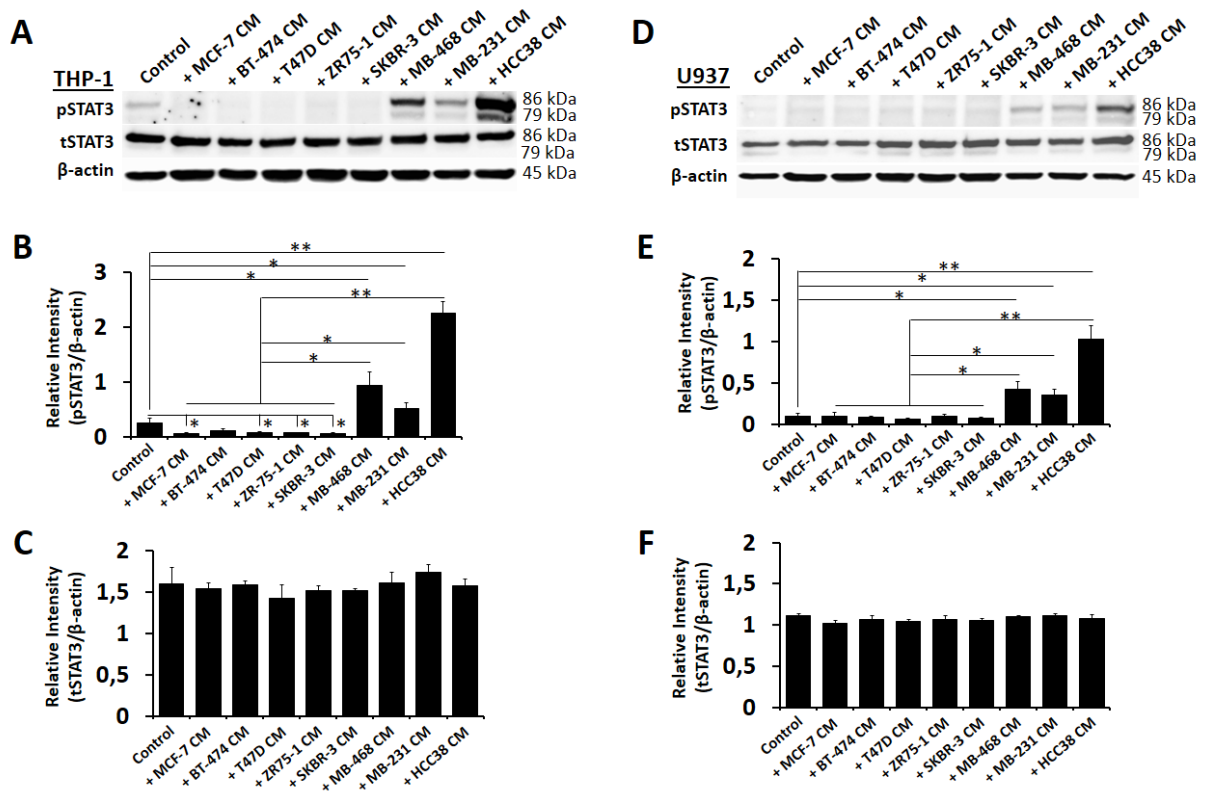 A
THP-1
Control
+ MCF-7 CM
+ BT-474 CM
+ T47D CM
+ ZR75-1 CM
+ SKBR-3 CM
+ MB-468 CM
+ MB-231 CM
+ HCC38 CM
pSTAT3
86 kDa
79 kDa
tSTAT3
86 kDa
79 kDa
β-actin
45 kDa
B
Relative Intensity
(pSTAT3/β-actin)
3
2
1
0
**
*
*
**
*
*
*
*
*
*
Control
+ MCF-7 CM
+ BT-474 CM
+ T47D CM
+ ZR-75-1 CM
+ SKBR-3 CM
+ MB-468 CM
+ MB-231 CM
+ HCC38 CM
C
Relative Intensity
(tSTAT3/β-actin)
2
1,5
1
0,5
0
Control
+ MCF-7 CM
+ BT-474 CM
+ T47D CM
+ ZR75-1 CM
+ SKBR-3 CM
+ MB-468 CM
+ MB-231 CM
+ HCC38 CM
D
U937
Control
+ MCF-7 CM
+ BT-474 CM
+ T47D CM
+ ZR75-1 CM
+ SKBR-3 CM
+ MB-468 CM
+ MB-231 CM
+ HCC38 CM
pSTAT3
86 kDa
79 kDa
tSTAT3
86 kDa
79 kDa
β-actin
45 kDa
E
Relative Intensity
(pSTAT3/β-actin)
2
1,5
1
0,5
0
**
*
*
**
*
*
Control
+ MCF-7 CM
+ BT-474 CM
+ T47D CM
+ ZR-75-1 CM
+ SKBR-3 CM
+ MB-468 CM
+ MB-231 CM
+ HCC38 CM
F
Relative Intensity
(tSTAT3/β-actin)
2
1,5
1
0,5
0
Control
+ MCF-7 CM
+ BT-474 CM
+ T47D CM
+ ZR75-1 CM
+ SKBR-3 CM
+ MB-468 CM
+ MB-231 CM
+ HCC38 CM